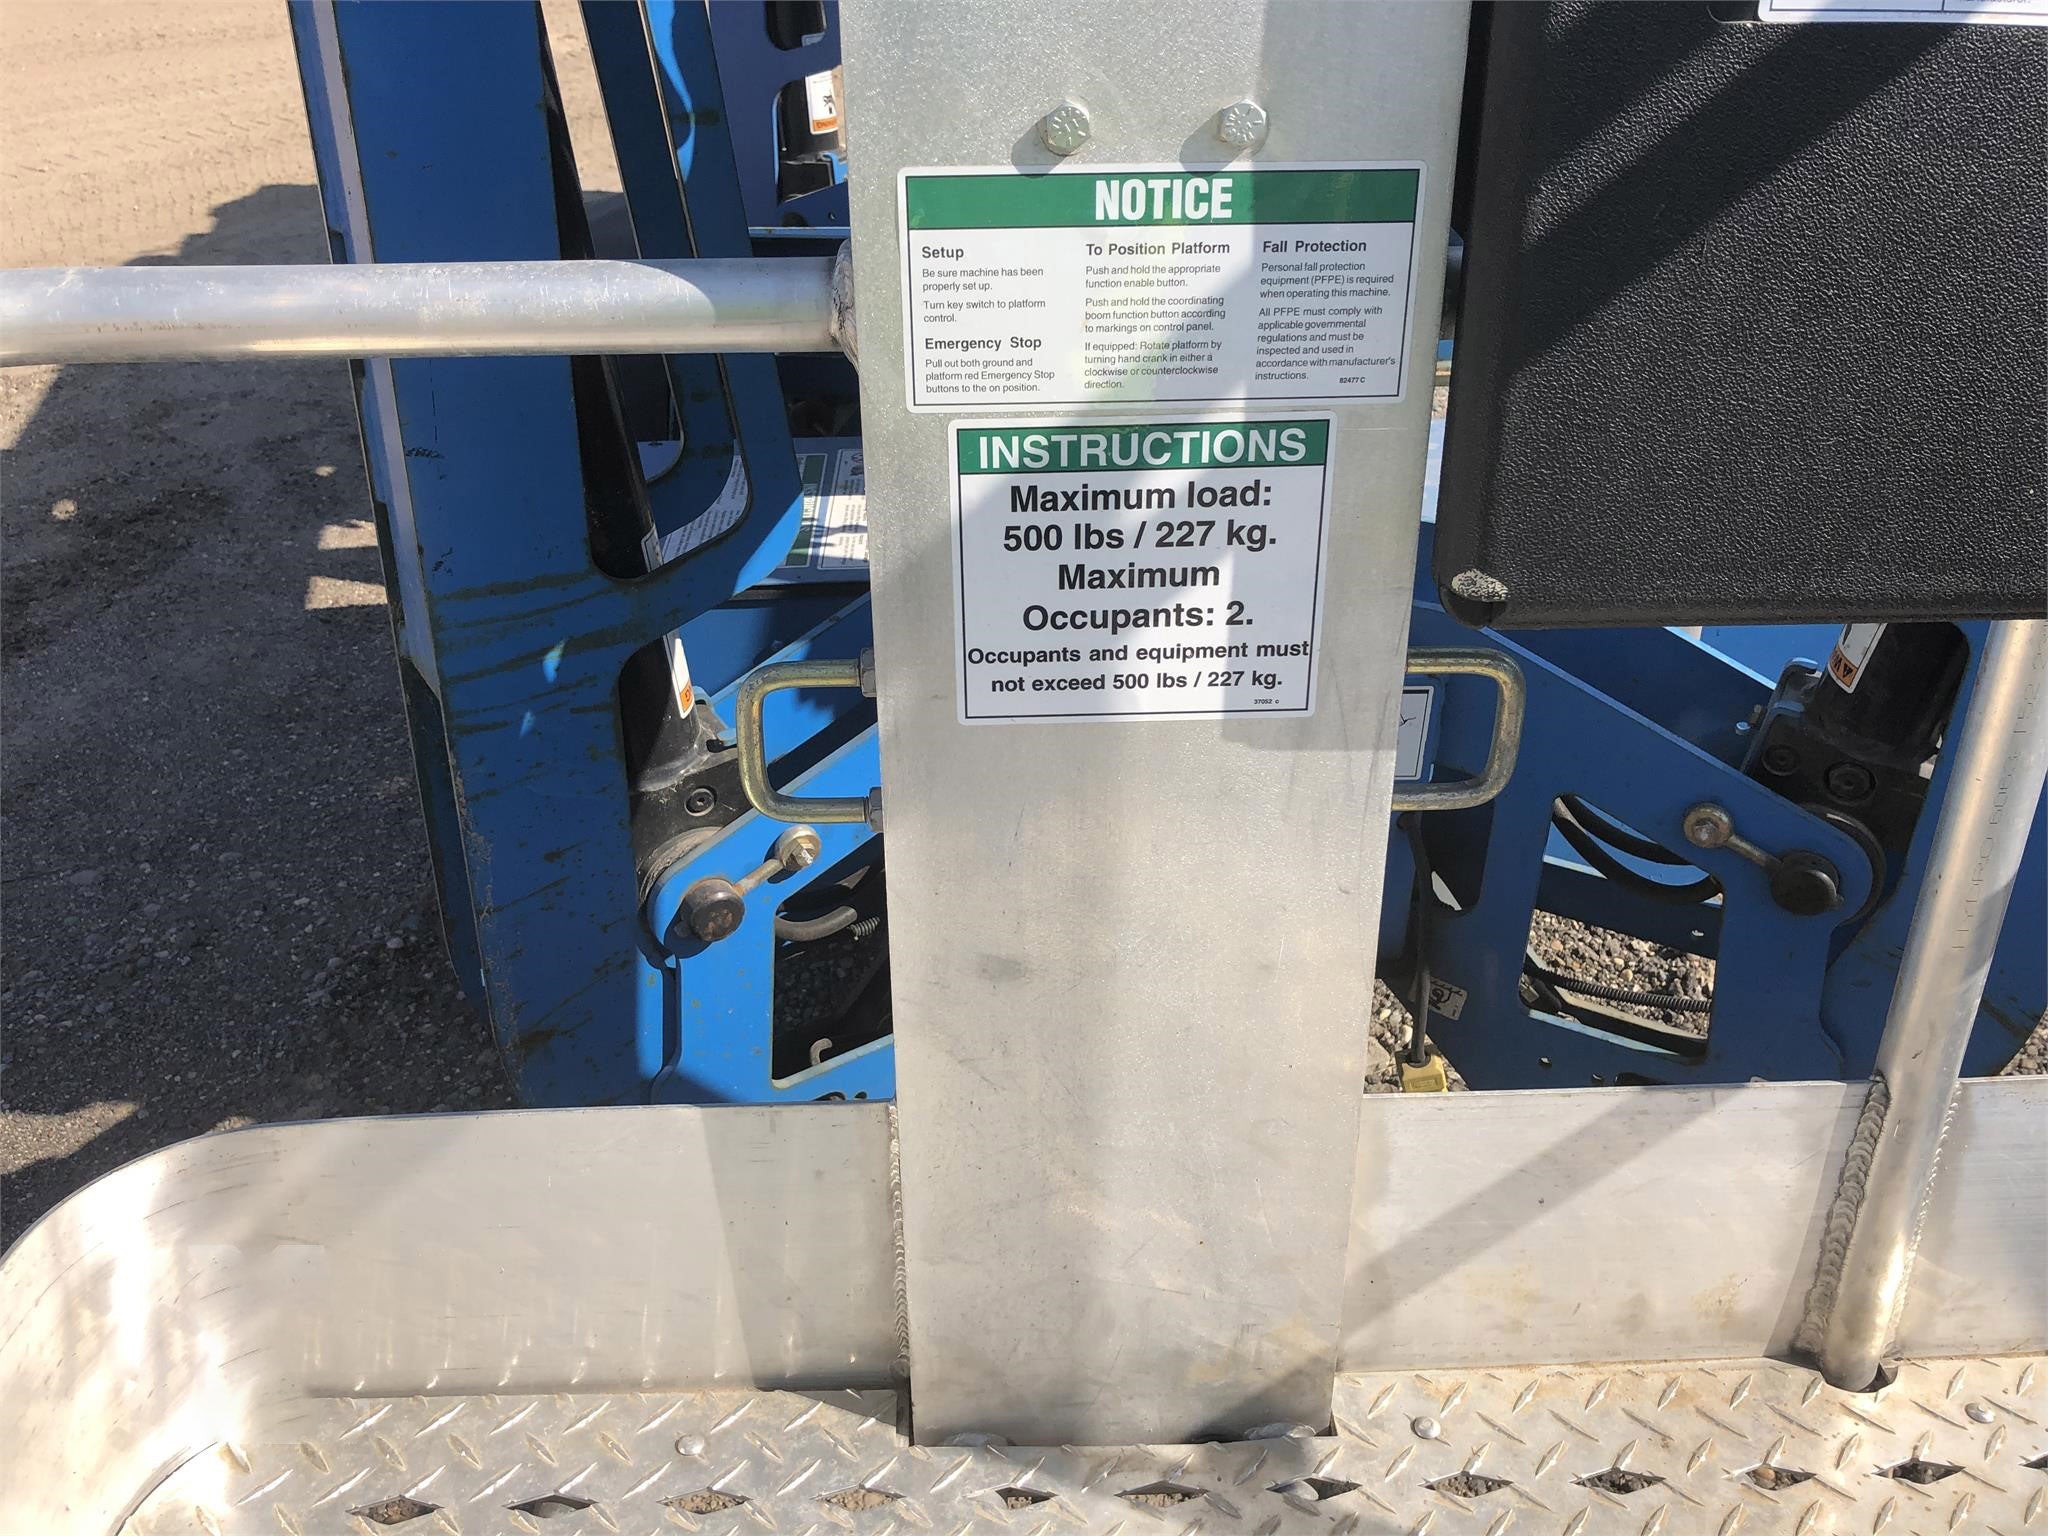 NOTICE
Setup
Be sure machine has been
properly set up.
Turn key switch to platform
control.
Emergency Stop
Pull out both ground and
platform red Emergency Stop
buttons to the on position.
To Position Platform
Push and hold the appropriate
function enable button.
Push and hold the coordinating
boom function button according
to markings on control panel.
If equipped: Rotate platform by
turning hand crank in either a
clockwise or counterclockwise
direction.
Fall Protection
Personal fall protection
equipment (PFPE) is required
when operating this machine.
All PFPE must comply with
applicable governmental
regulations and must be
inspected and used in
accordance with manufacturer's
instructions.
82477 C
INSTRUCTIONS
Maximum load:
500 lbs / 227 kg.
Maximum
Occupants: 2.
Occupants and equipment must
not exceed 500 lbs / 227 kg.
37052 C